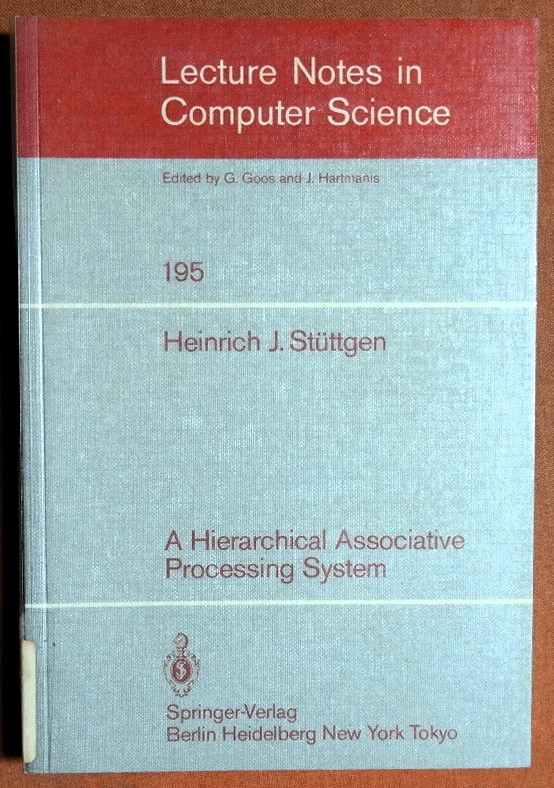 Lecture Notes in
Computer Science
Edited by G. Goos and J. Hartmanis
195
Heinrich J. Stüttgen
A Hierarchical Associative
Processing System
Springer-Verlag
Berlin Heidelberg New York Tokyo